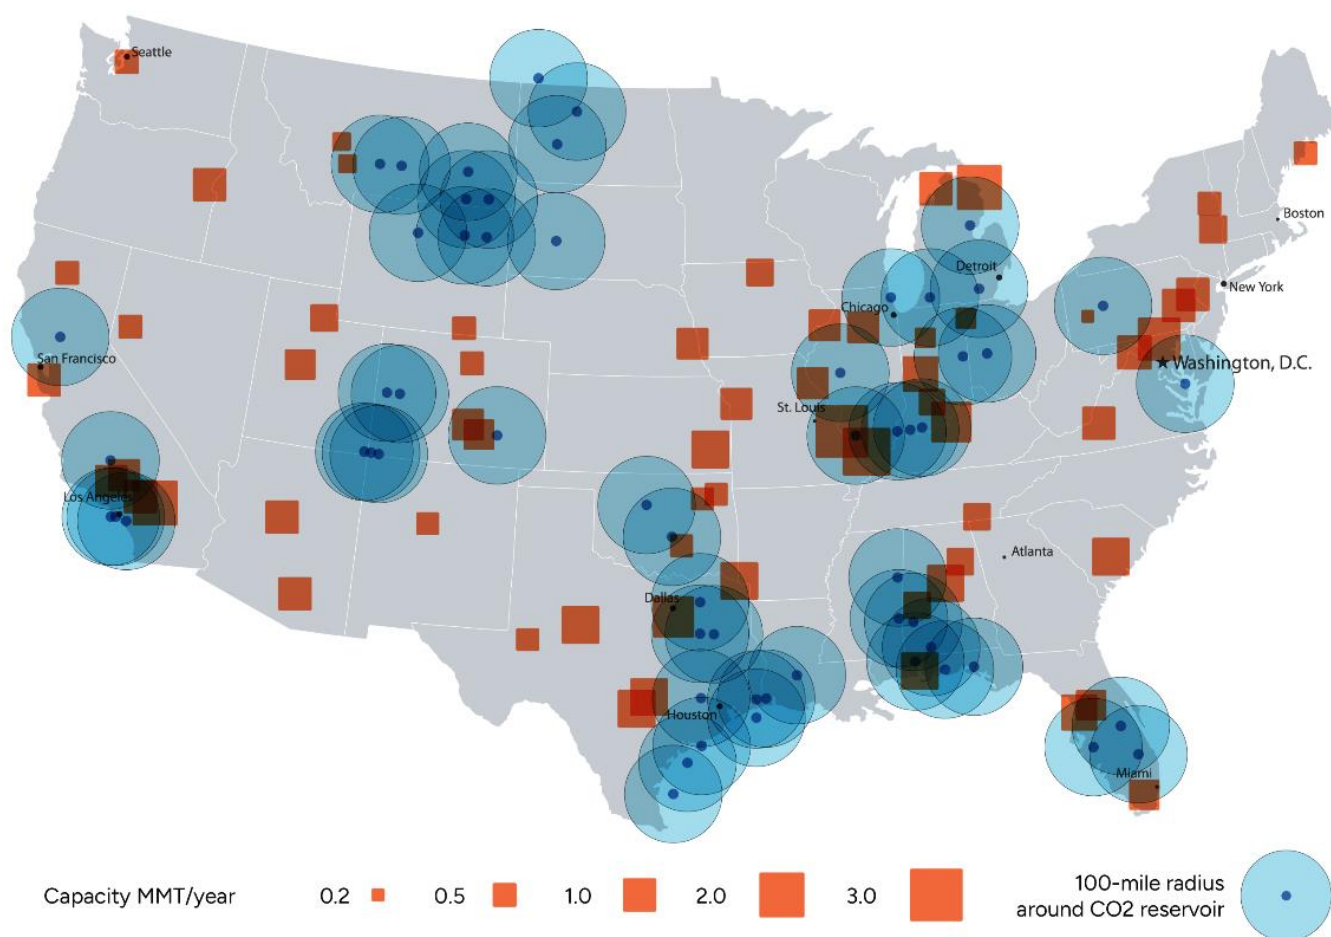 Seattle
Boston
Detroit
New York
Chicago
San Francisco
★ Washington, D.C.
St. Louis
Los Angeles
Atlanta
Dallas
Houston
Miami
Capacity MMT/year 0.2 0.5 1.0 2.0 3.0
100-mile radius
around CO2 reservoir